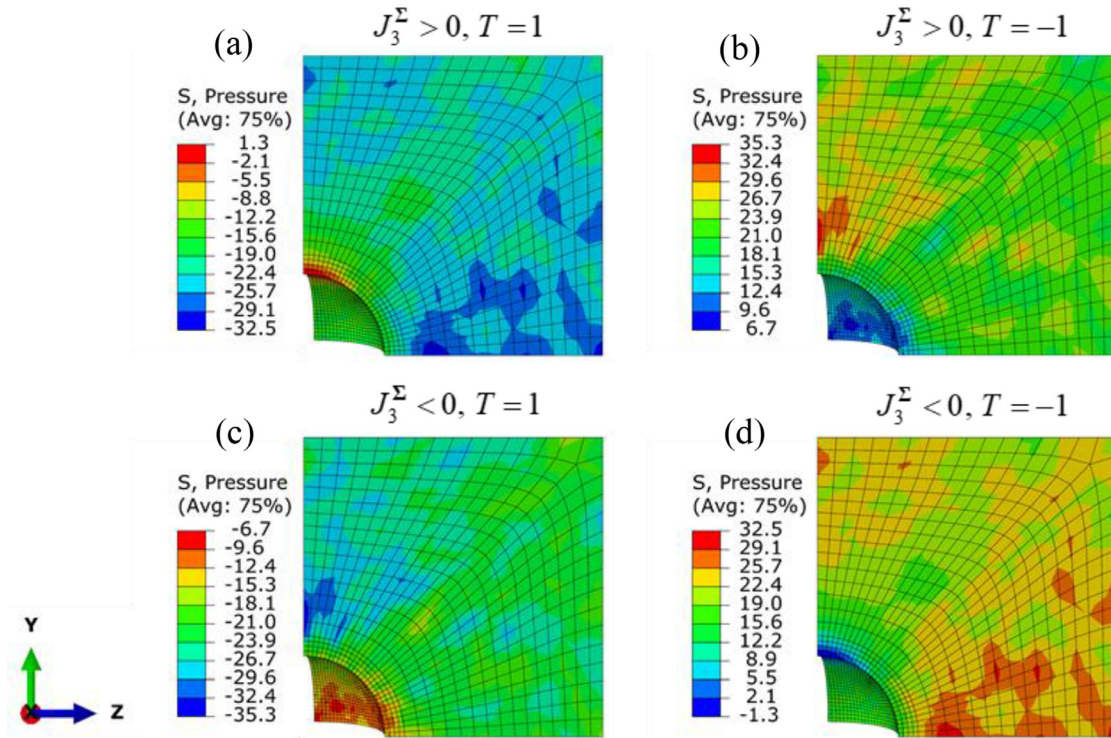 (a)
J₃^Σ > 0, T = 1
S, Pressure
(Avg: 75%)
1.3
-2.1
-5.5
-8.8
-12.2
-15.6
-19.0
-22.4
-25.7
-29.1
-32.5
(b)
J₃^Σ > 0, T = −1
S, Pressure
(Avg: 75%)
35.3
32.4
29.6
26.7
23.9
21.0
18.1
15.3
12.4
9.6
6.7
(c)
J₃^Σ < 0, T = 1
S, Pressure
(Avg: 75%)
-6.7
-9.6
-12.4
-15.3
-18.1
-21.0
-23.9
-26.7
-29.6
-32.4
-35.3
(d)
J₃^Σ < 0, T = −1
S, Pressure
(Avg: 75%)
32.5
29.1
25.7
22.4
19.0
15.6
12.2
8.9
5.5
2.1
-1.3
Y
X
Z